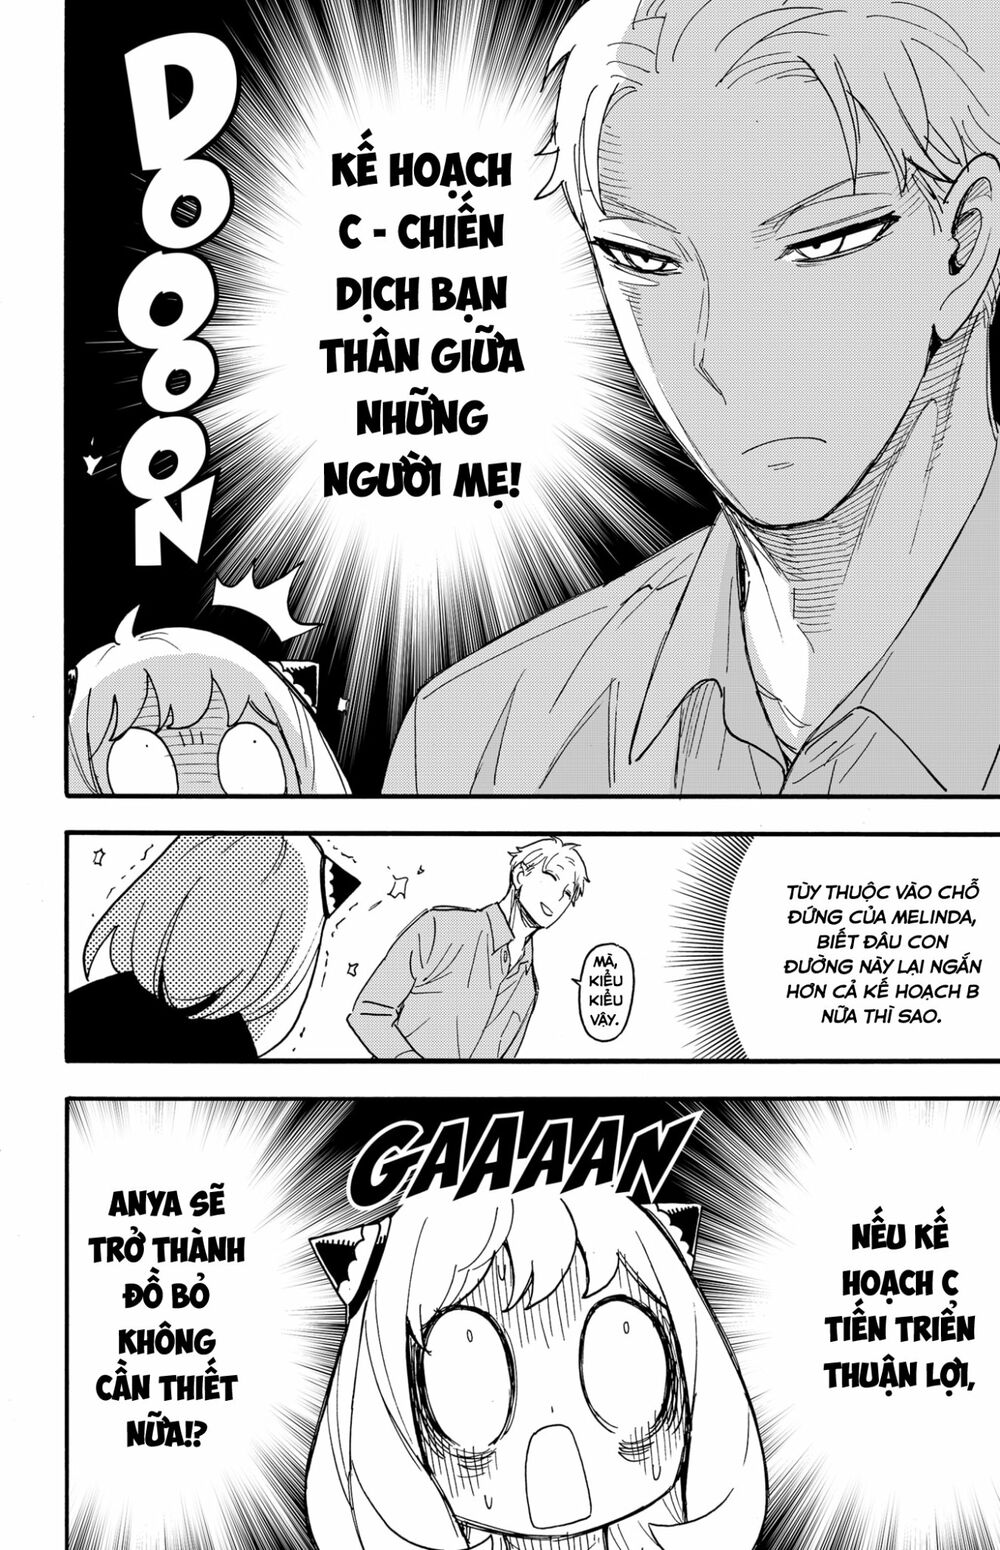 DOOOON
KẾ HOẠCH
C - CHIẾN
DỊCH BẠN
THÂN GIỮA
NHỮNG
NGƯỜI MẸ!
TÙY THUỘC VÀO CHỖ
ĐỨNG CỦA MELINDA,
BIẾT ĐÂU CON
ĐƯỜNG NÀY LẠI NGẮN
HƠN CẢ KẾ HOẠCH B
NỮA THÌ SAO.
MÀ,
KIỂU
KIỂU
VẬY.
GAAAAN
NẾU KẾ
HOẠCH C
TIẾN TRIỂN
THUẬN LỢI,
ANYA SẼ
TRỞ THÀNH
ĐỒ BỎ
KHÔNG
CẦN THIẾT
NỮA!?